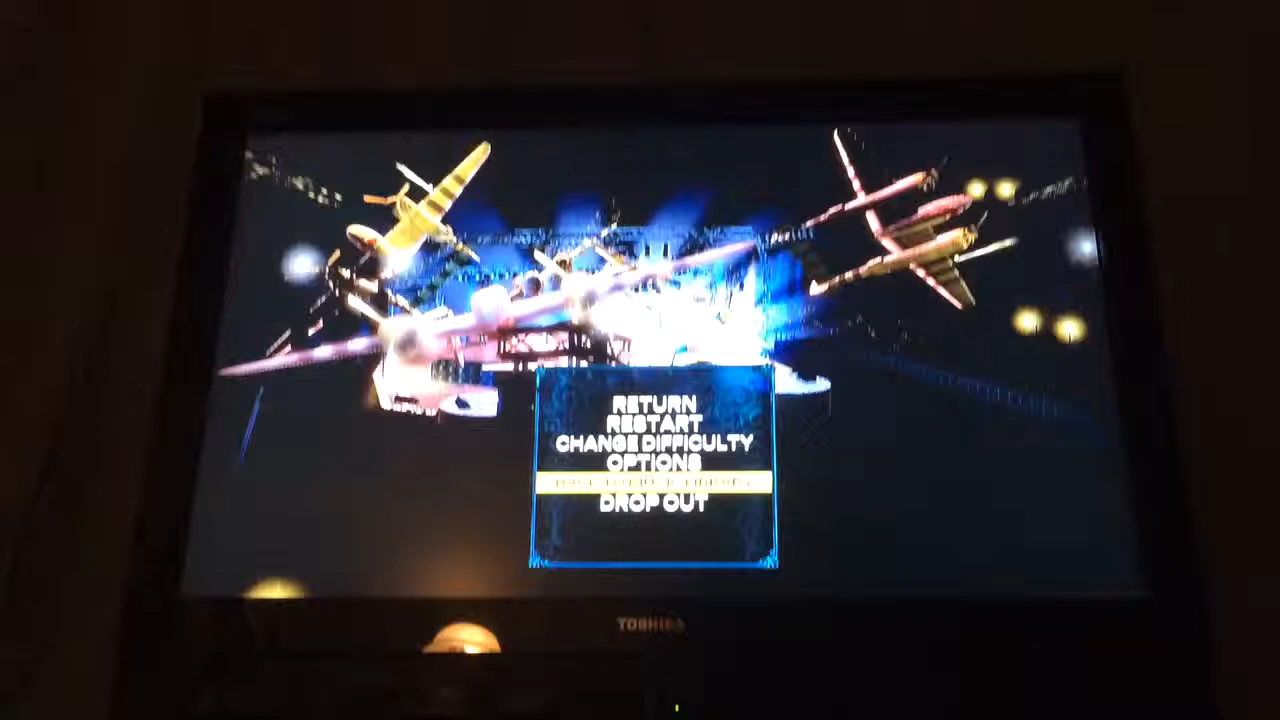 RETURN
RESTART
CHANGE DIFFICULTY
OPTIONS
DROP OUT
TOSHIBA